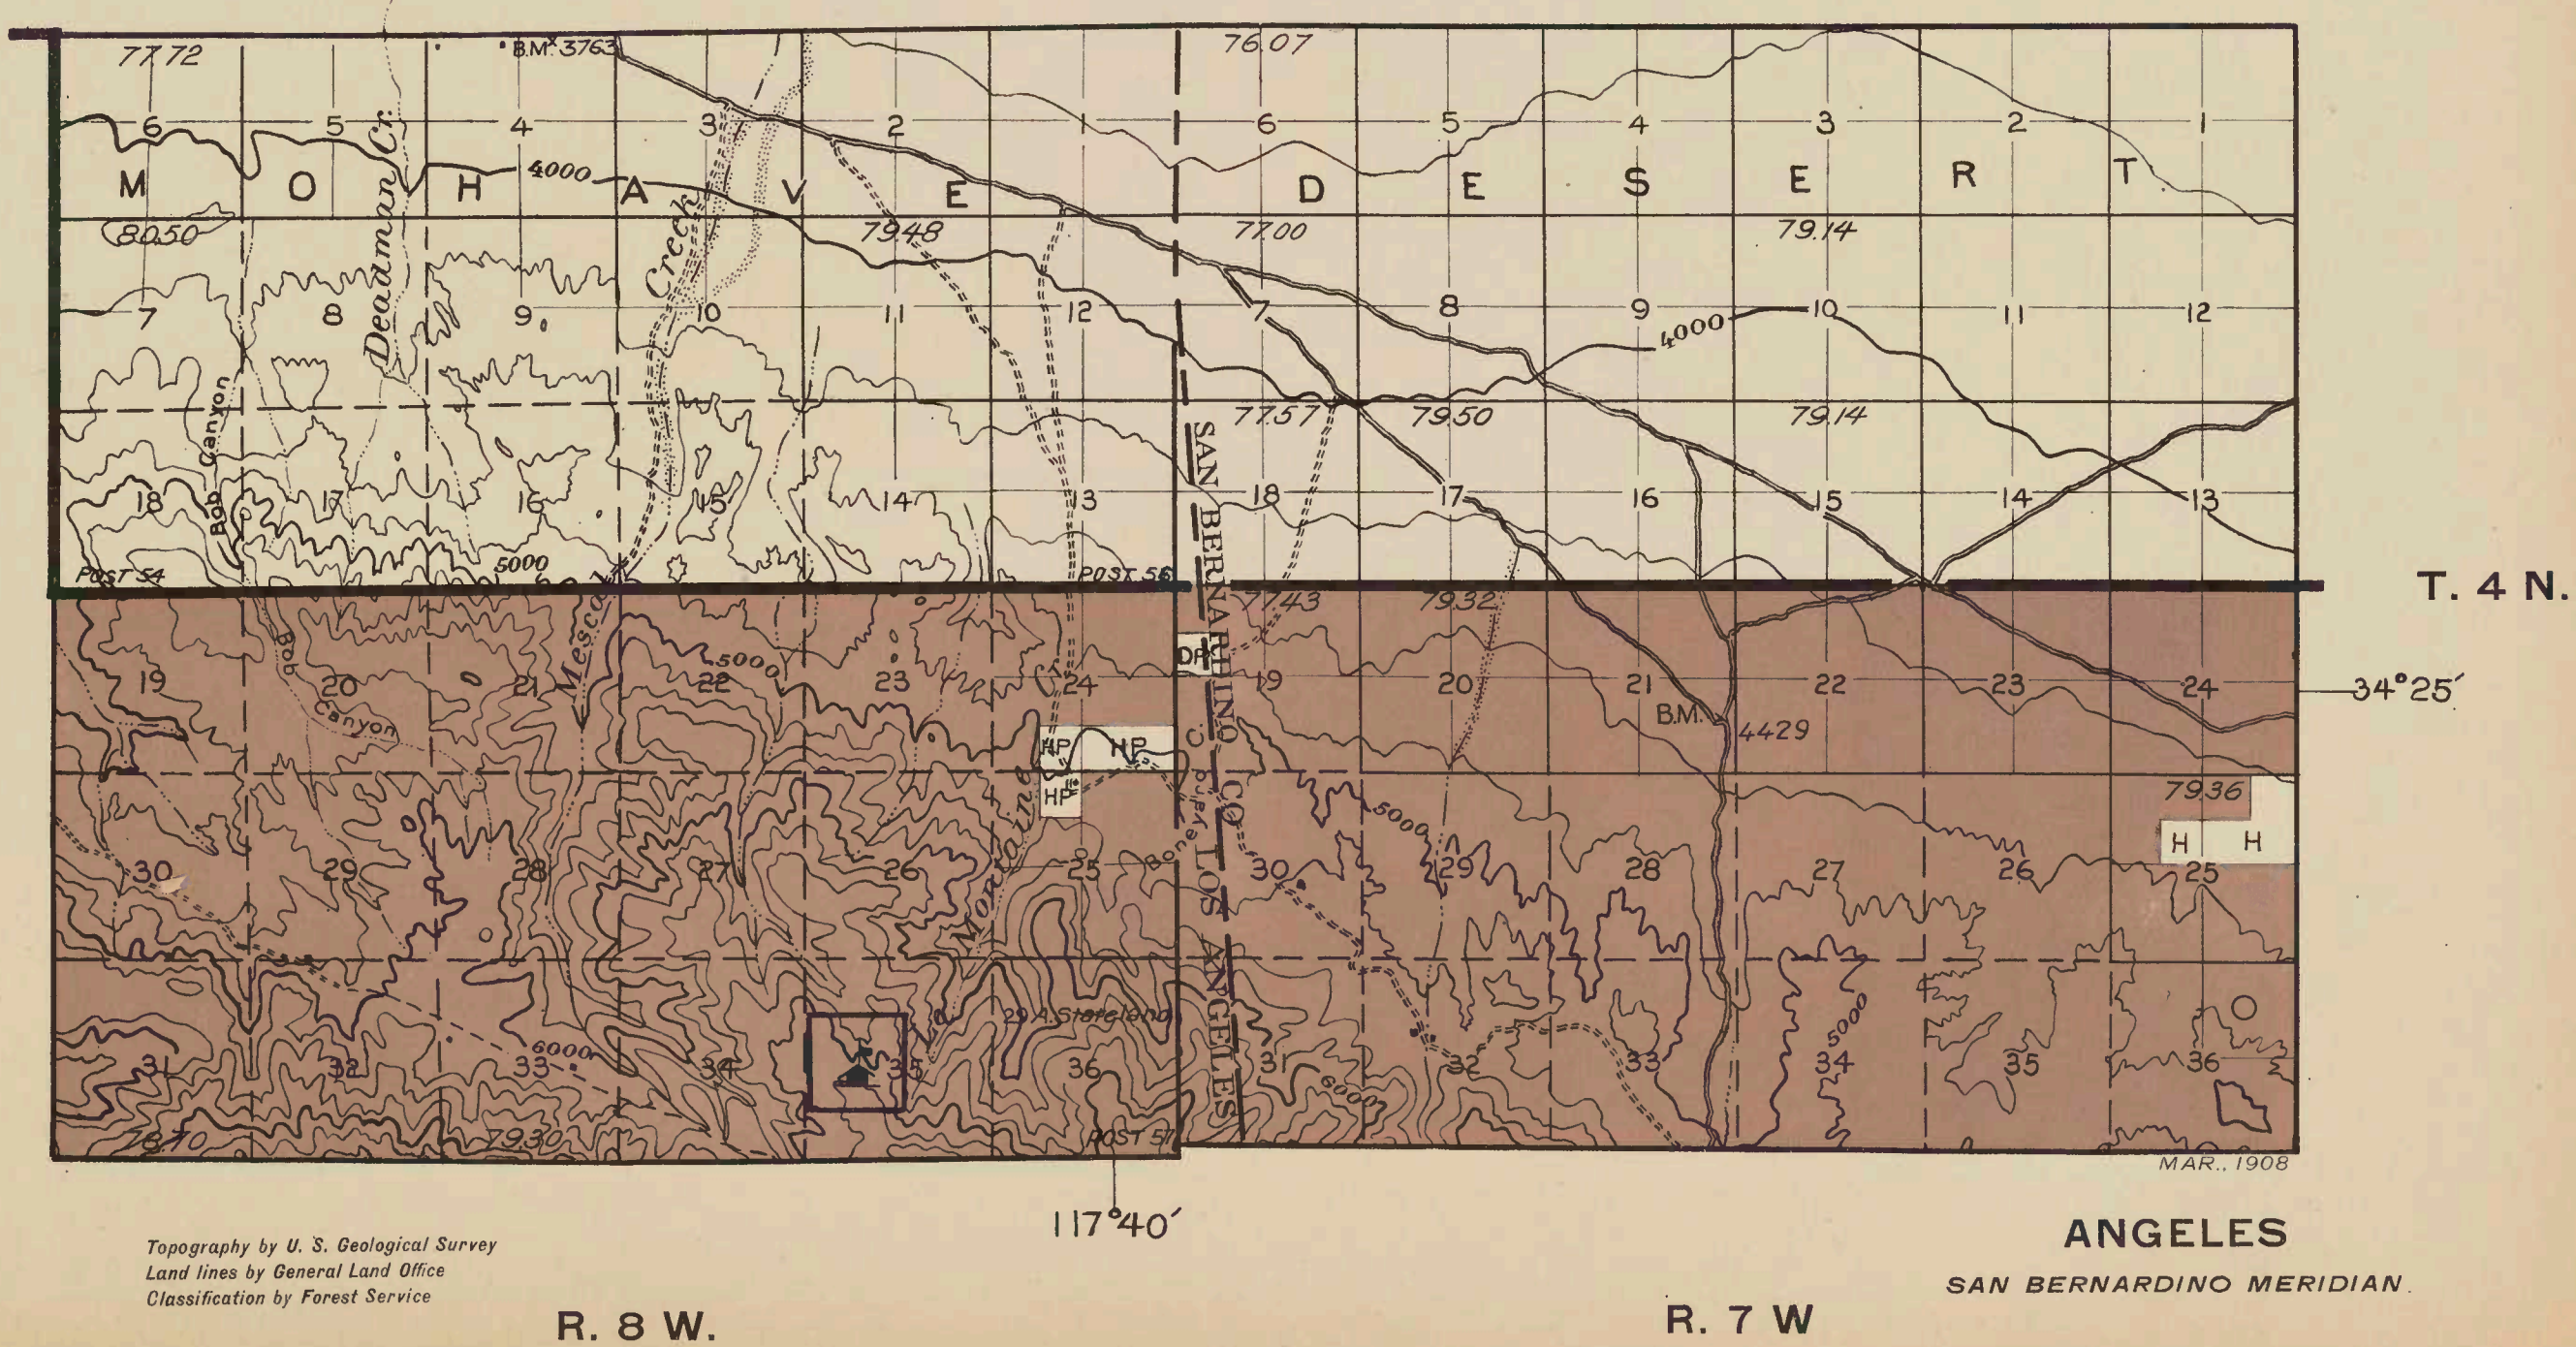 77.72
B.M.X 3763
76.07
6 5 4 3 2 1 6 5 4 3 2 1
MOHAVE DESERT
4000
Deadman Cr.
80.50
79.48
77.00
79.14
7 8 9 10 11 12 7 8 9 10 11 12
4000
Mescal Creek
Bob Canyon
77.57
79.50
79.14
18 17 16 15 14 13 18 17 16 15 14 13
5000
POST 54
POST 56
77.43
79.32
SAN BERNARDINO CO.
LOS ANGELES
T. 4 N.
19 20 21 22 23 24 19 20 21 22 23 24
Bob Canyon
5000
DP
B.M.
4429
34°25′
HP HP
HP
79.36
H H
5000
30 29 28 27 26 25 30 29 28 27 26 25
29 A. Stateland
5000
6000
31 32 33 34 35 36 31 32 33 34 35 36
6000
78.70
79.30
POST 57
MAR., 1908
117°40′
Topography by U. S. Geological Survey
Land lines by General Land Office
Classification by Forest Service
ANGELES
SAN BERNARDINO MERIDIAN.
R. 8 W.
R. 7 W